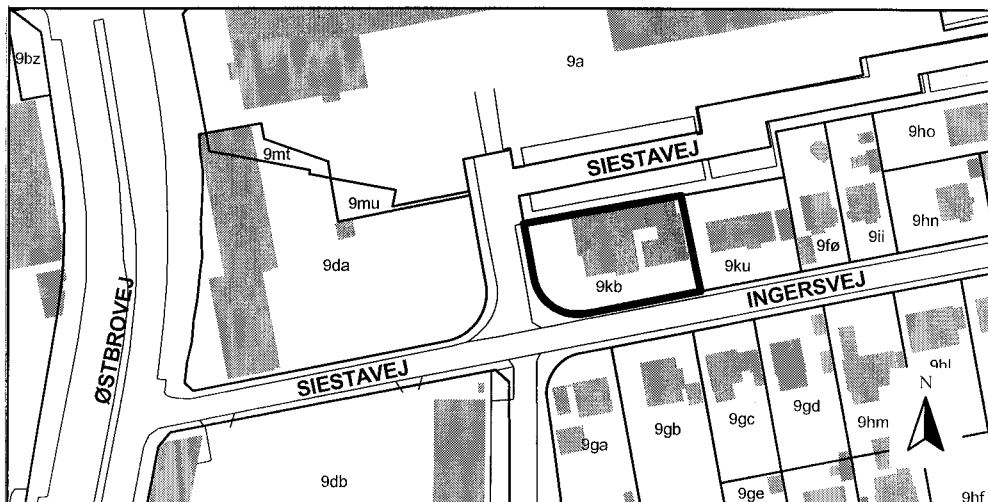 9bz
9a
9ho
9mt
SIESTAVEJ
9mu
9hn
9fø
9ii
9da
9ku
9kb
ØSTBROVEJ
INGERSVEJ
SIESTAVEJ
9hl
N
9gd
9gc
9gb
9hm
9ga
9db
9ge
9hf